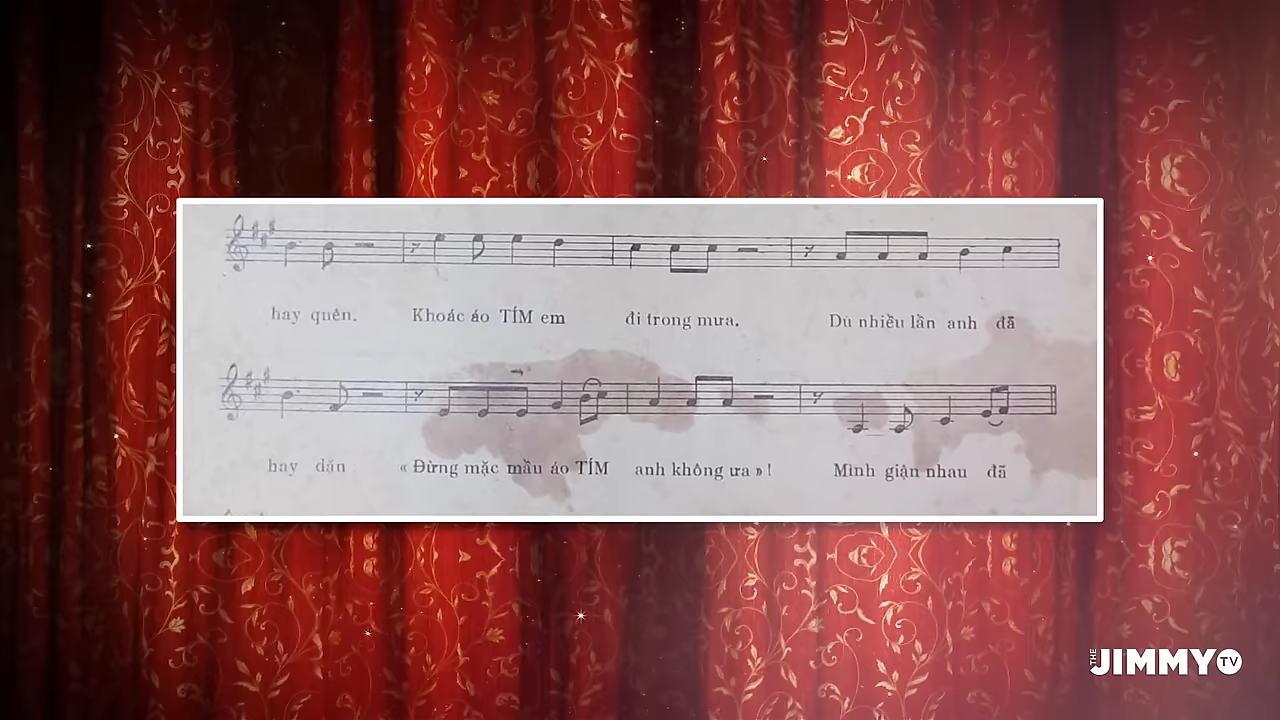 hay quên. Khoác áo TÍM em đi trong mưa. Dù nhiều lần anh đã
hay dặn « Đừng mặc mầu áo TÍM anh không ưa » ! Mình giận nhau đã
THE JIMMY TV